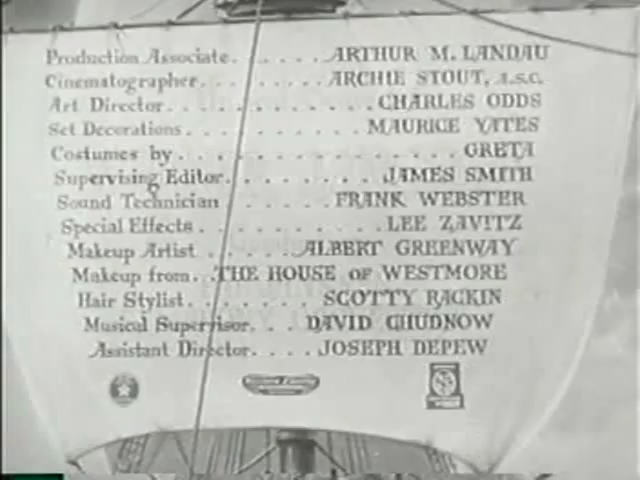 Production Associate. . . . . . .ARTHUR M. LANDAU
Cinematographer. . . . . . . . .ARCHIE STOUT, A.S.C.
Art Director. . . . . . . . . . . . .CHARLES ODDS
Set Decorations . . . . . . . . . . . MAURICE YATES
Costumes by. . . . . . . . . . . . . . . . . GRETA
Supervising Editor. . . . . . . . . .JAMES SMITH
Sound Technician . . . . . . FRANK WEBSTER
Special Effects . . . . . . . . . . . LEE ZAVITZ
Makeup Artist . . . . . . .ALBERT GREENWAY
Makeup from. . .THE HOUSE OF WESTMORE
Hair Stylist. . . . . . . . SCOTTY RACKIN
Musical Supervisor. . . DAVID CHUDNOW
Assistant Director. . . . .JOSEPH DEPEW